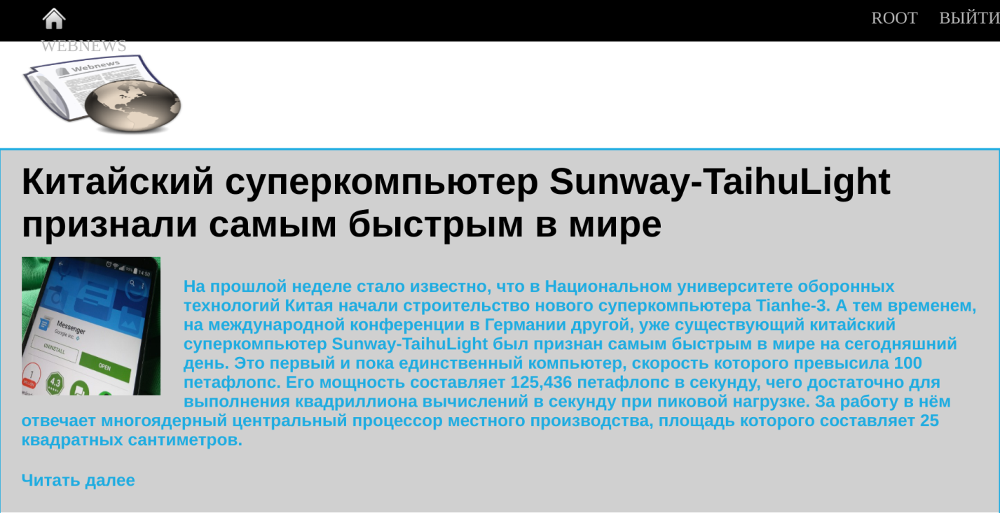 ROOT ВЫЙТИ
WEBNEWS
Webnews
Китайский суперкомпьютер Sunway-TaihuLight
признали самым быстрым в мире
14:50
Messenger
Google Inc.
UNINSTALL
OPEN
1
4.3
На прошлой неделе стало известно, что в Национальном университете оборонных
технологий Китая начали строительство нового суперкомпьютера Tianhe-3. А тем временем,
на международной конференции в Германии другой, уже существующий китайский
суперкомпьютер Sunway-TaihuLight был признан самым быстрым в мире на сегодняшний
день. Это первый и пока единственный компьютер, скорость которого превысила 100
петафлопс. Его мощность составляет 125,436 петафлопс в секунду, чего достаточно для
выполнения квадриллиона вычислений в секунду при пиковой нагрузке. За работу в нём
отвечает многоядерный центральный процессор местного производства, площадь которого составляет 25
квадратных сантиметров.
Читать далее